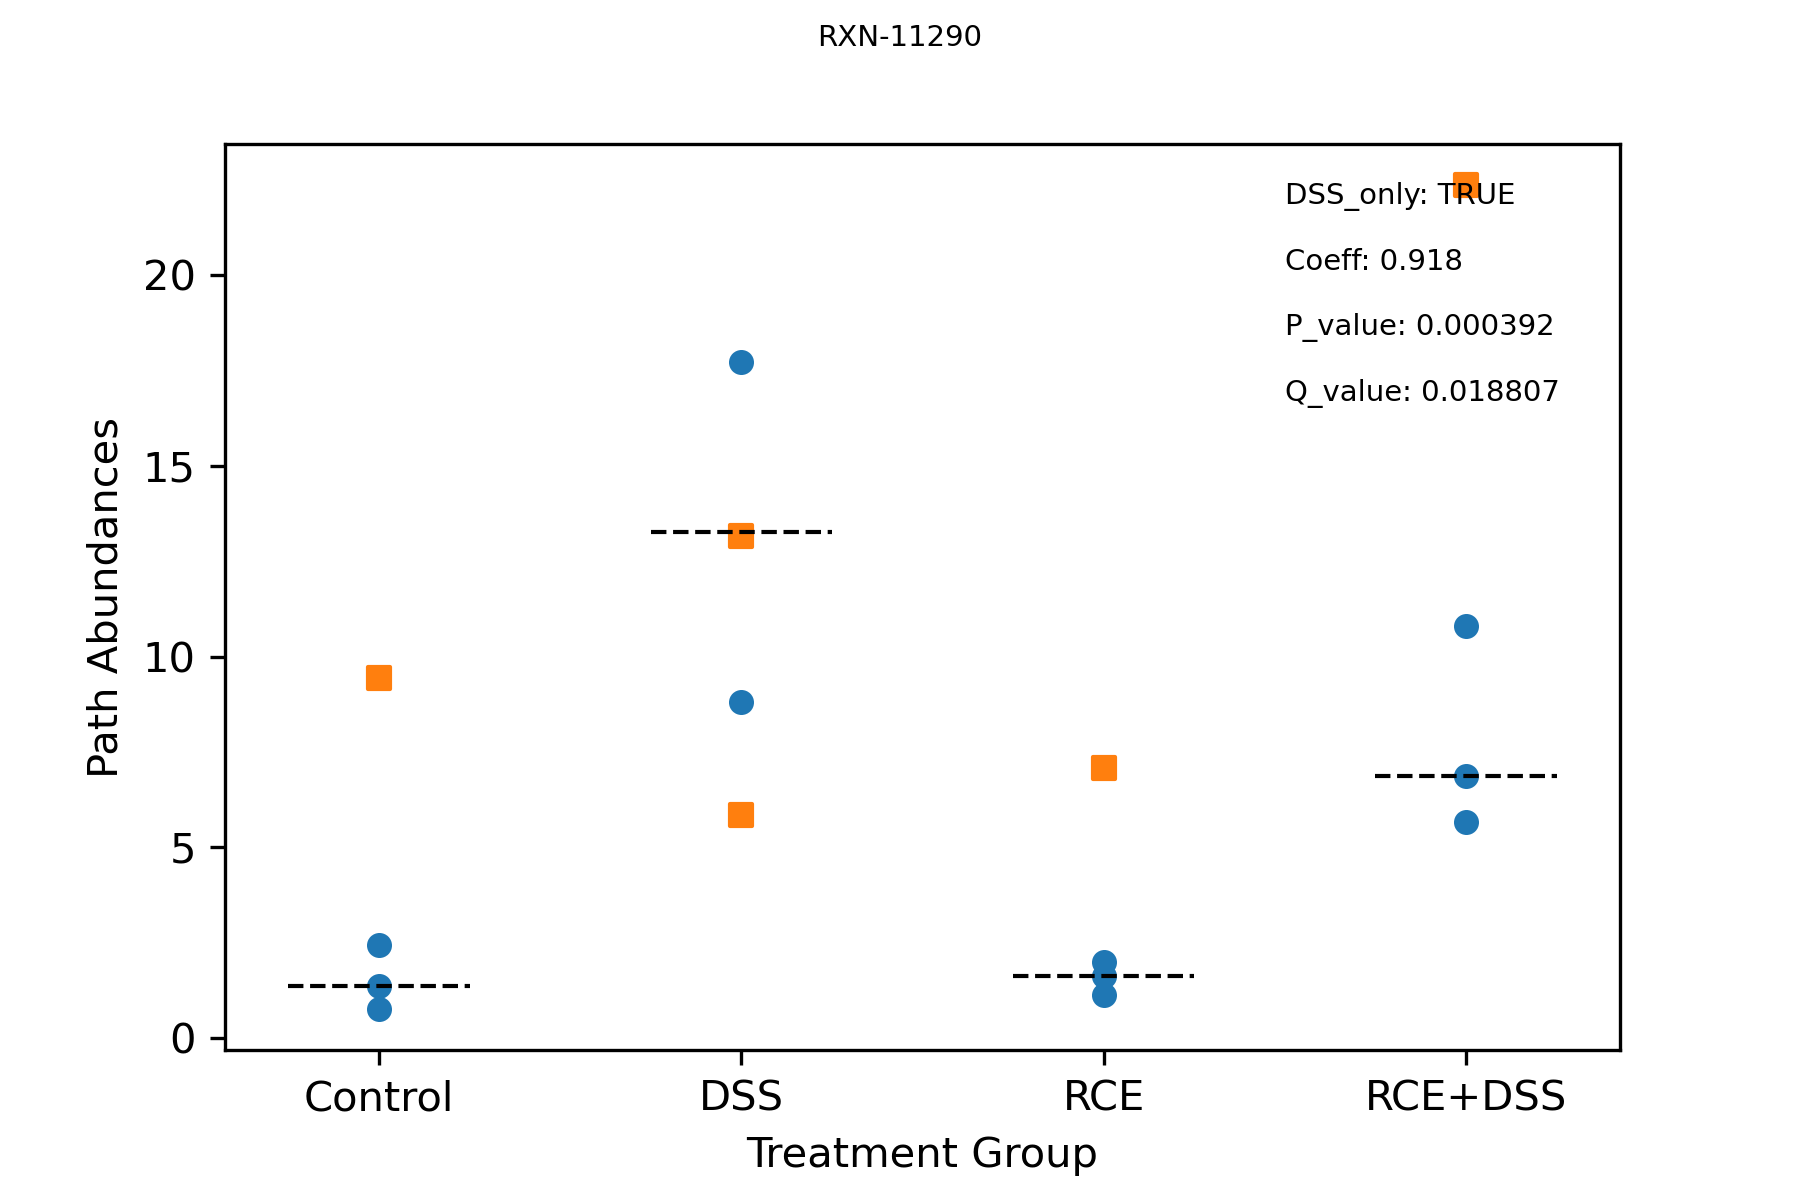 RXN-11290
DSS_only: TRUE
Coeff: 0.918
P_value: 0.000392
Q_value: 0.018807
Path Abundances
20
15
10
5
0
Control DSS RCE RCE+DSS
Treatment Group